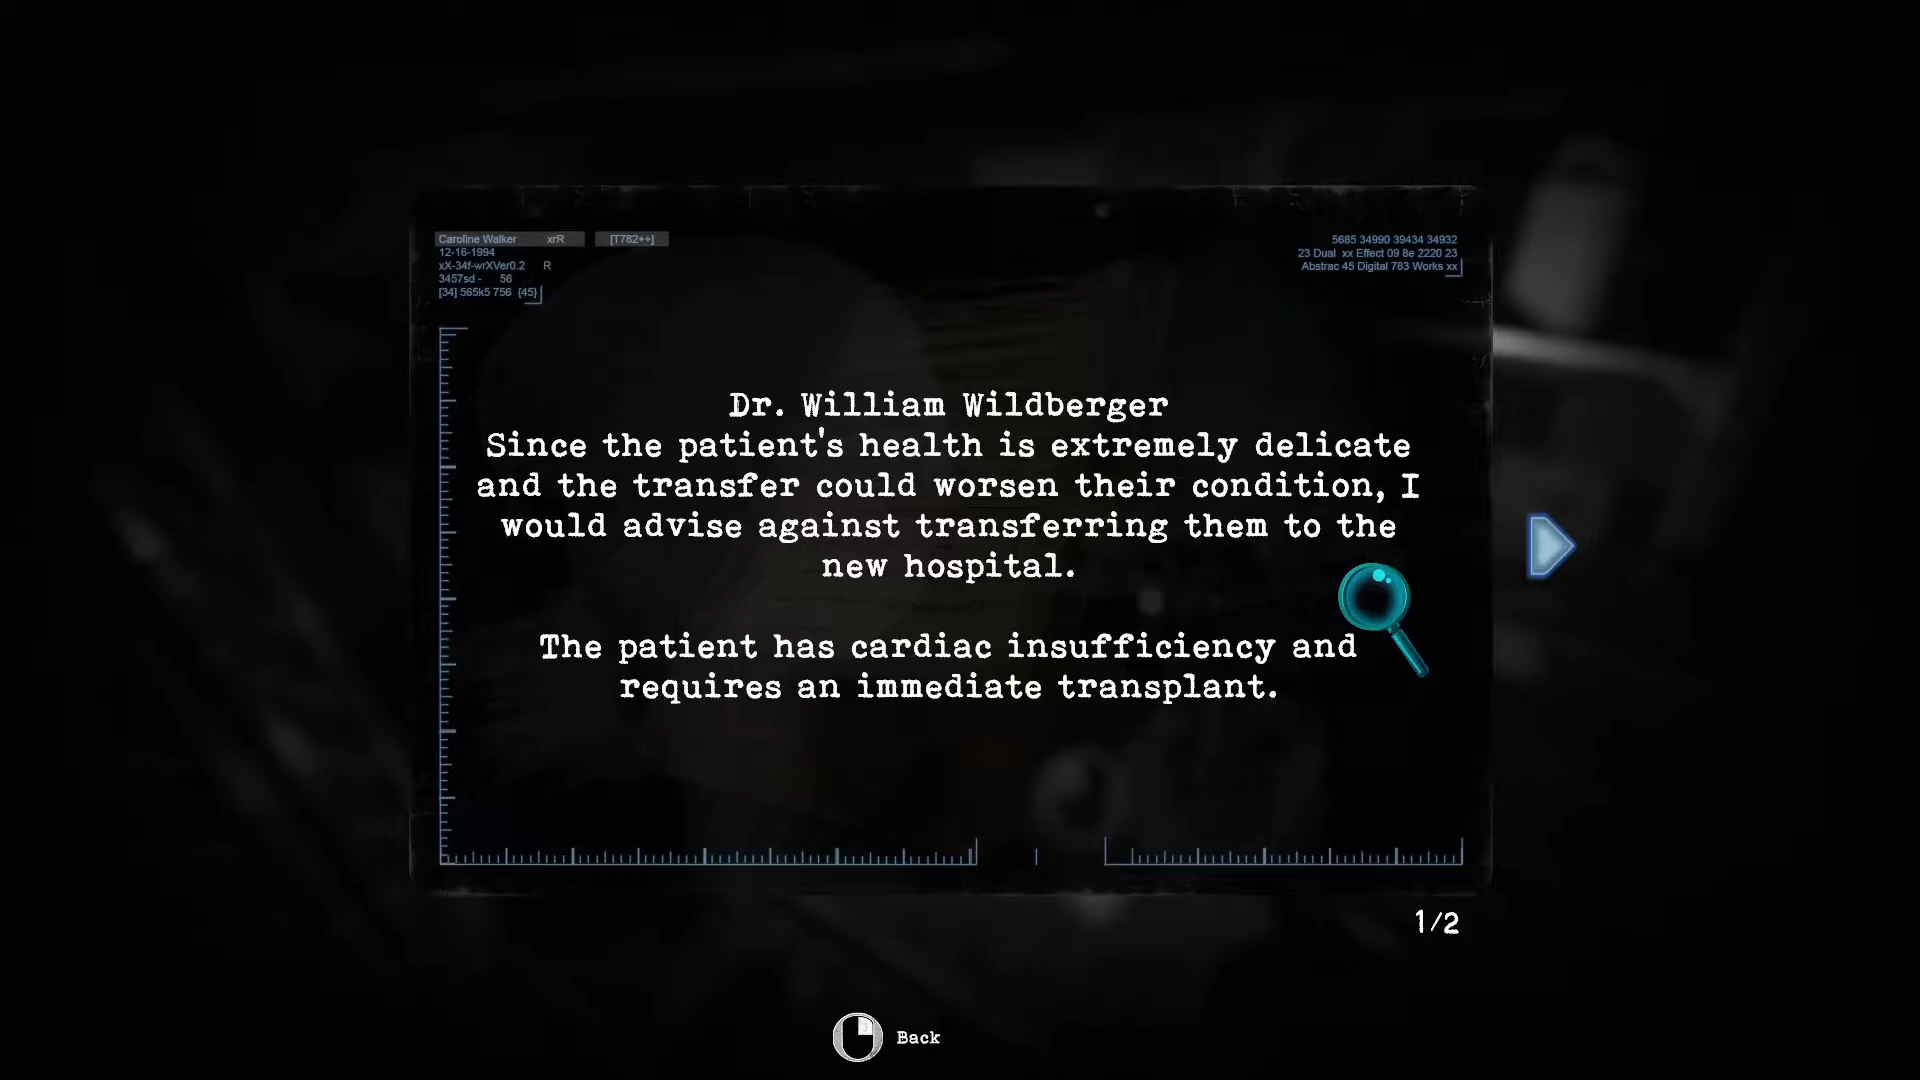 Caroline Walker xrR [T782++]
12-16-1994
xX-34f-wrXVer0.2 R
3457sd - 56
[34] 565k5 756 {45}
5685 34990 39434 34932
23 Dual xx Effect 09 8e 2220 23
Abstrac 45 Digital 783 Works xx
Dr. William Wildberger
Since the patient's health is extremely delicate
and the transfer could worsen their condition, I
would advise against transferring them to the
new hospital.
The patient has cardiac insufficiency and
requires an immediate transplant.
1/2
Back